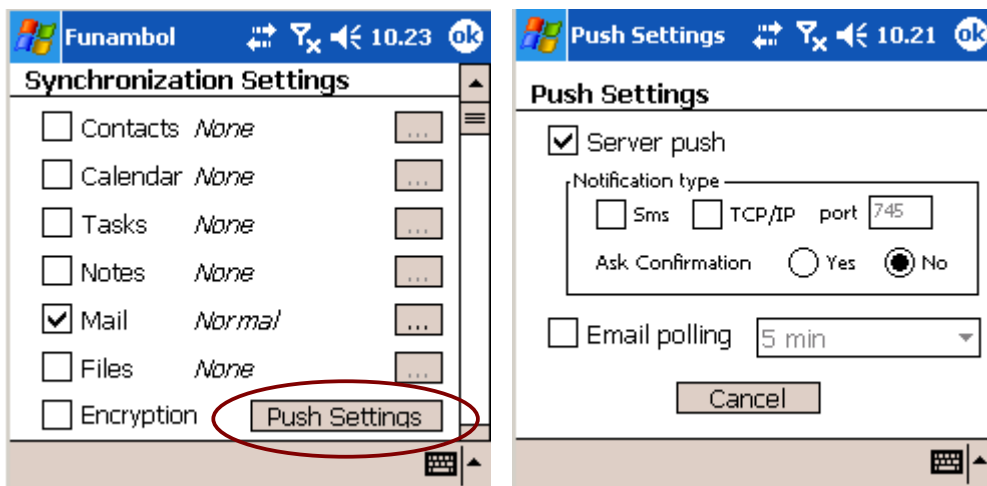 Funambol 10.23 ok
Synchronization Settings
Contacts None ...
Calendar None ...
Tasks None ...
Notes None ...
Mail Normal ...
Files None ...
Encryption Push Settings
Push Settings 10.21 ok
Push Settings
Server push
Notification type
Sms TCP/IP port 745
Ask Confirmation Yes No
Email polling 5 min
Cancel